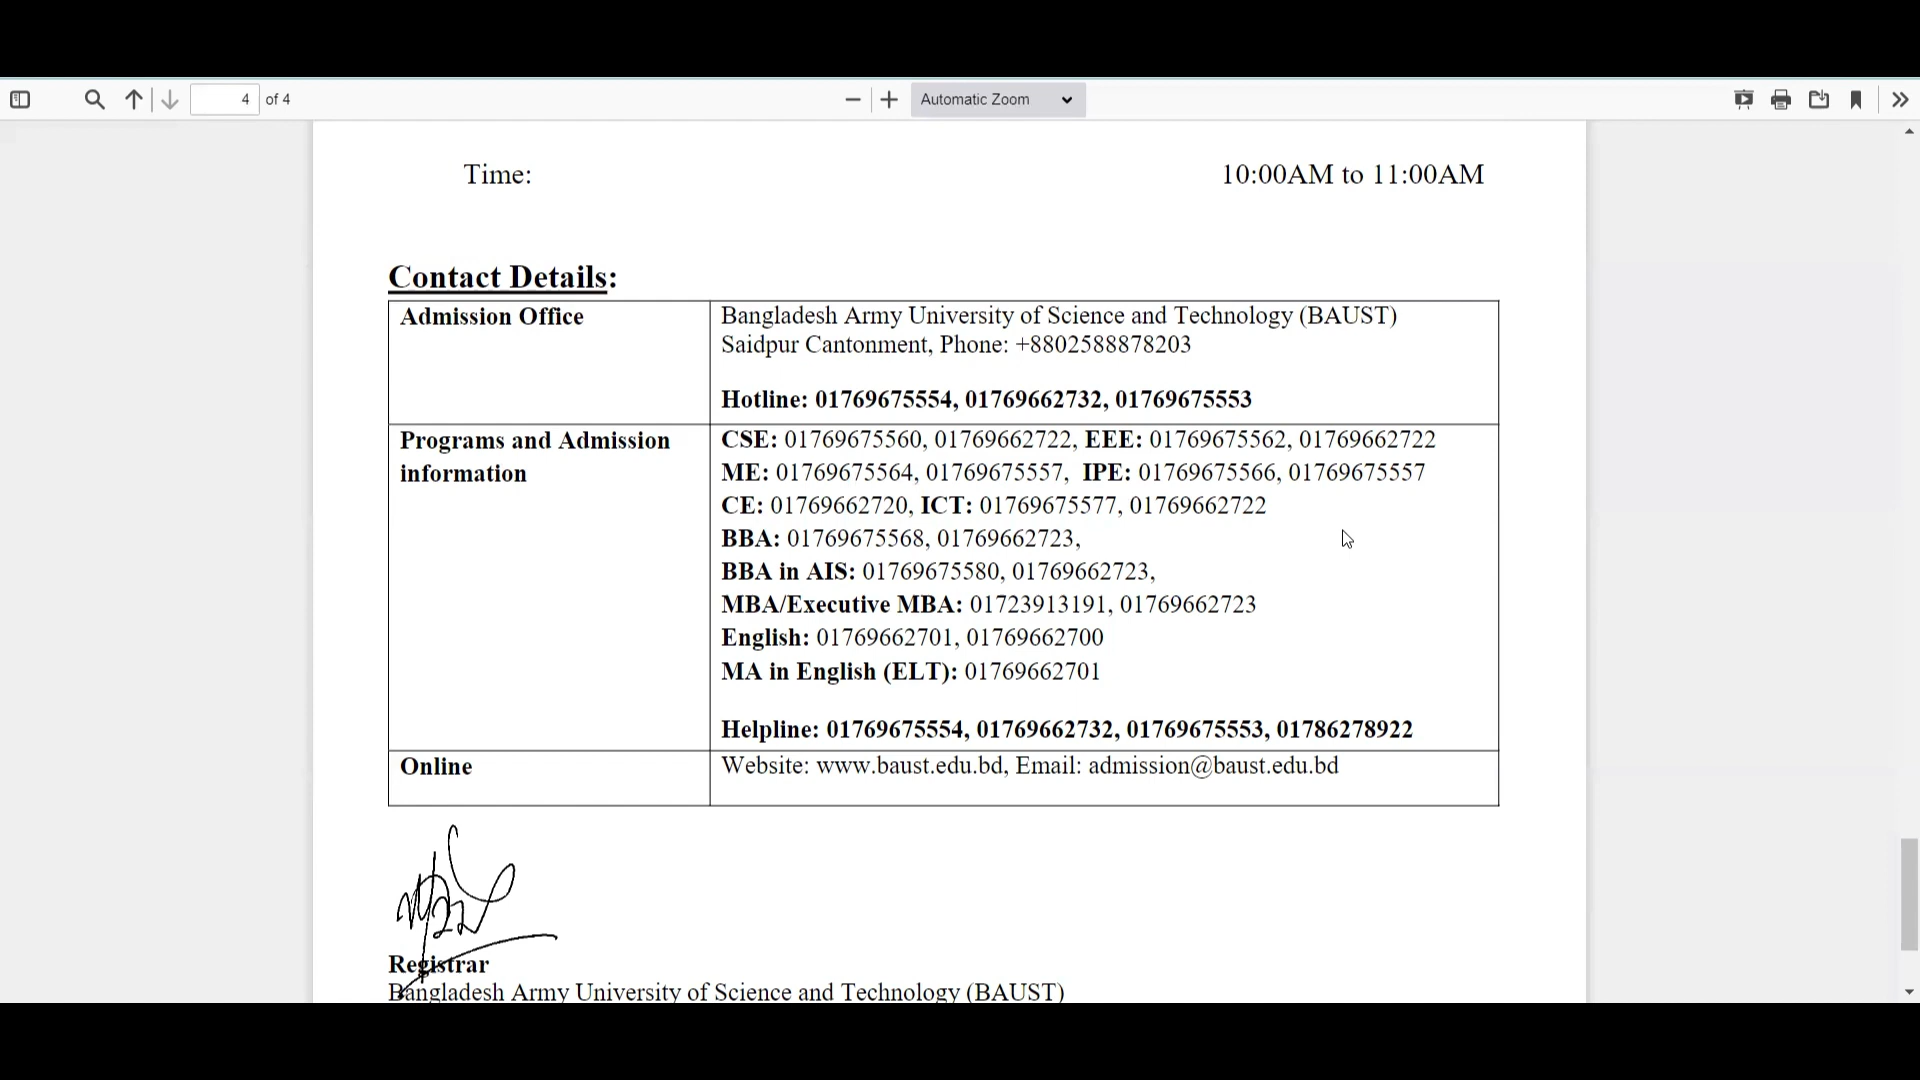 4 of 4
Automatic Zoom
Time: 10:00AM to 11:00AM
Contact Details:
Admission Office
Bangladesh Army University of Science and Technology (BAUST)
Saidpur Cantonment, Phone: +8802588878203
Hotline: 01769675554, 01769662732, 01769675553
Programs and Admission
information
CSE: 01769675560, 01769662722, EEE: 01769675562, 01769662722
ME: 01769675564, 01769675557, IPE: 01769675566, 01769675557
CE: 01769662720, ICT: 01769675577, 01769662722
BBA: 01769675568, 01769662723,
BBA in AIS: 01769675580, 01769662723,
MBA/Executive MBA: 01723913191, 01769662723
English: 01769662701, 01769662700
MA in English (ELT): 01769662701
Helpline: 01769675554, 01769662732, 01769675553, 01786278922
Online
Website: www.baust.edu.bd, Email: admission@baust.edu.bd
Registrar
Bangladesh Army University of Science and Technology (BAUST)